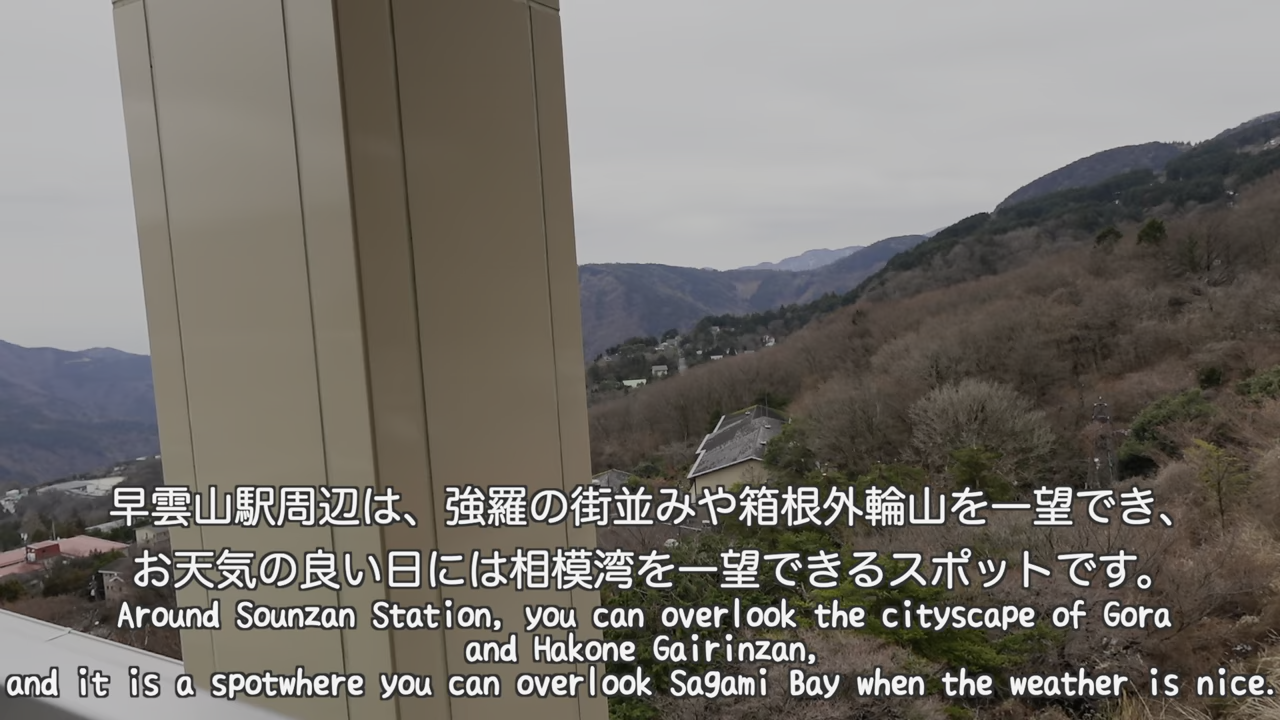 早雲山駅周辺は、強羅の街並みや箱根外輪山を一望でき、
お天気の良い日には相模湾を一望できるスポットです。
Around Sounzan Station, you can overlook the cityscape of Gora
and Hakone Gairinzan,
and it is a spotwhere you can overlook Sagami Bay when the weather is nice.